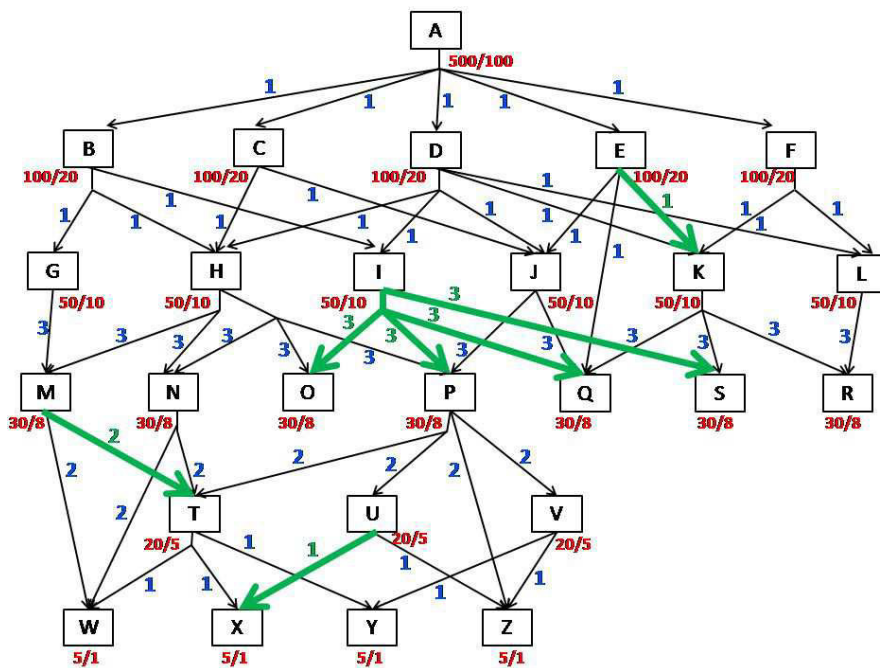 A
500/100
1 1 1 1 1
B C D E F
100/20 100/20 100/20 100/20 100/20
1 1 1 1 1 1 1 1 1 1 1 1 1 1
G H I J K L
50/10 50/10 50/10 50/10 50/10 50/10
3 3 3 3 3 3 3 3 3 3 3 3 3 3 3
M N O P Q S R
30/8 30/8 30/8 30/8 30/8 30/8 30/8
2 2 2 2 2 2 2 2
T U V
20/5 20/5 20/5
1 1 1 1 1 1 1
W X Y Z
5/1 5/1 5/1 5/1